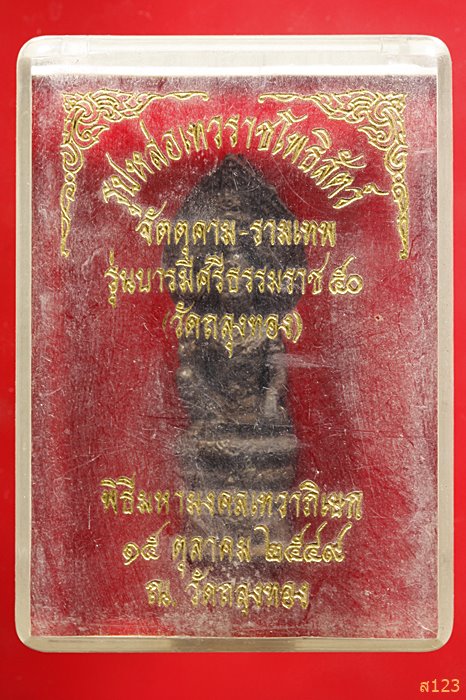 รูปหล่อเทวราชโพธิสัตว์
จัตตุคาม-รามเทพ
รุ่นบารมีศรีธรรมราช ๕๐
(วัดถลุงทอง)
พิธีมหามงคลเทวาภิเษก
๑๕ ตุลาคม ๒๕๔๙
ณ. วัดถลุงทอง
ส123